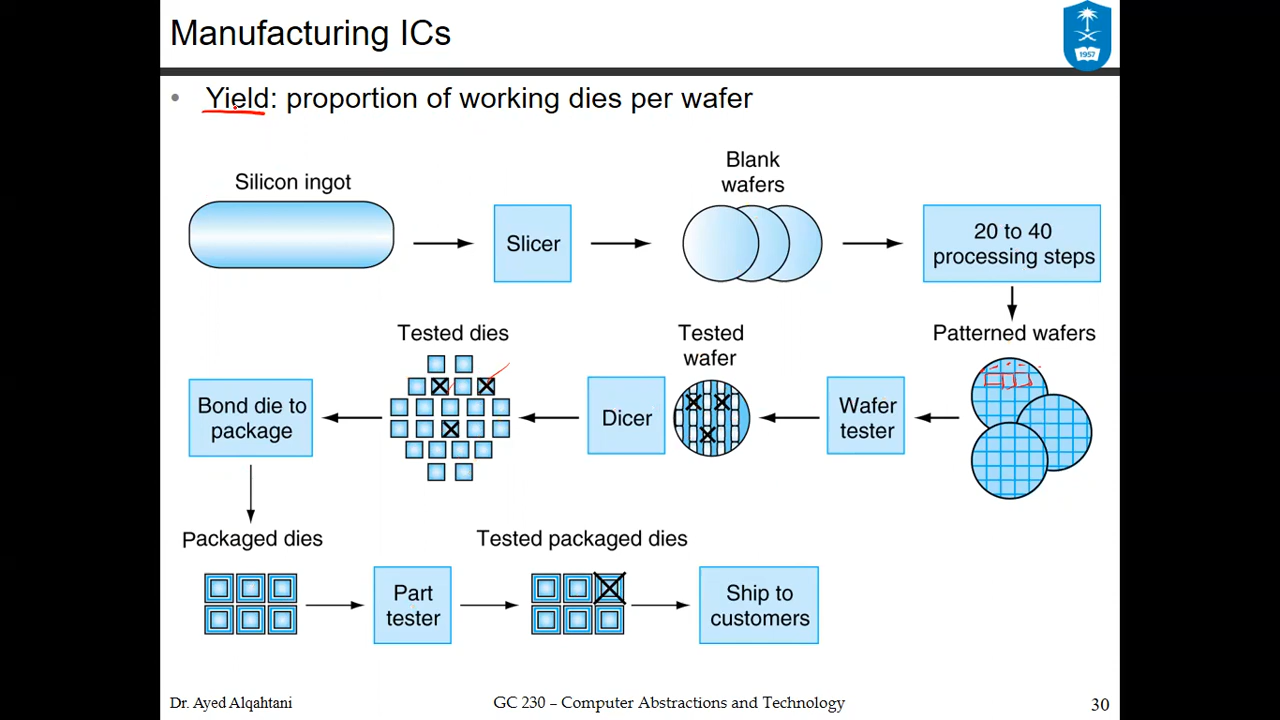 Manufacturing ICs
1957
• Yield: proportion of working dies per wafer
Silicon ingot
Slicer
Blank
wafers
20 to 40
processing steps
Patterned wafers
Wafer
tester
Tested
wafer
Dicer
Tested dies
Bond die to
package
Packaged dies
Part
tester
Tested packaged dies
Ship to
customers
Dr. Ayed Alqahtani
GC 230 – Computer Abstractions and Technology
30